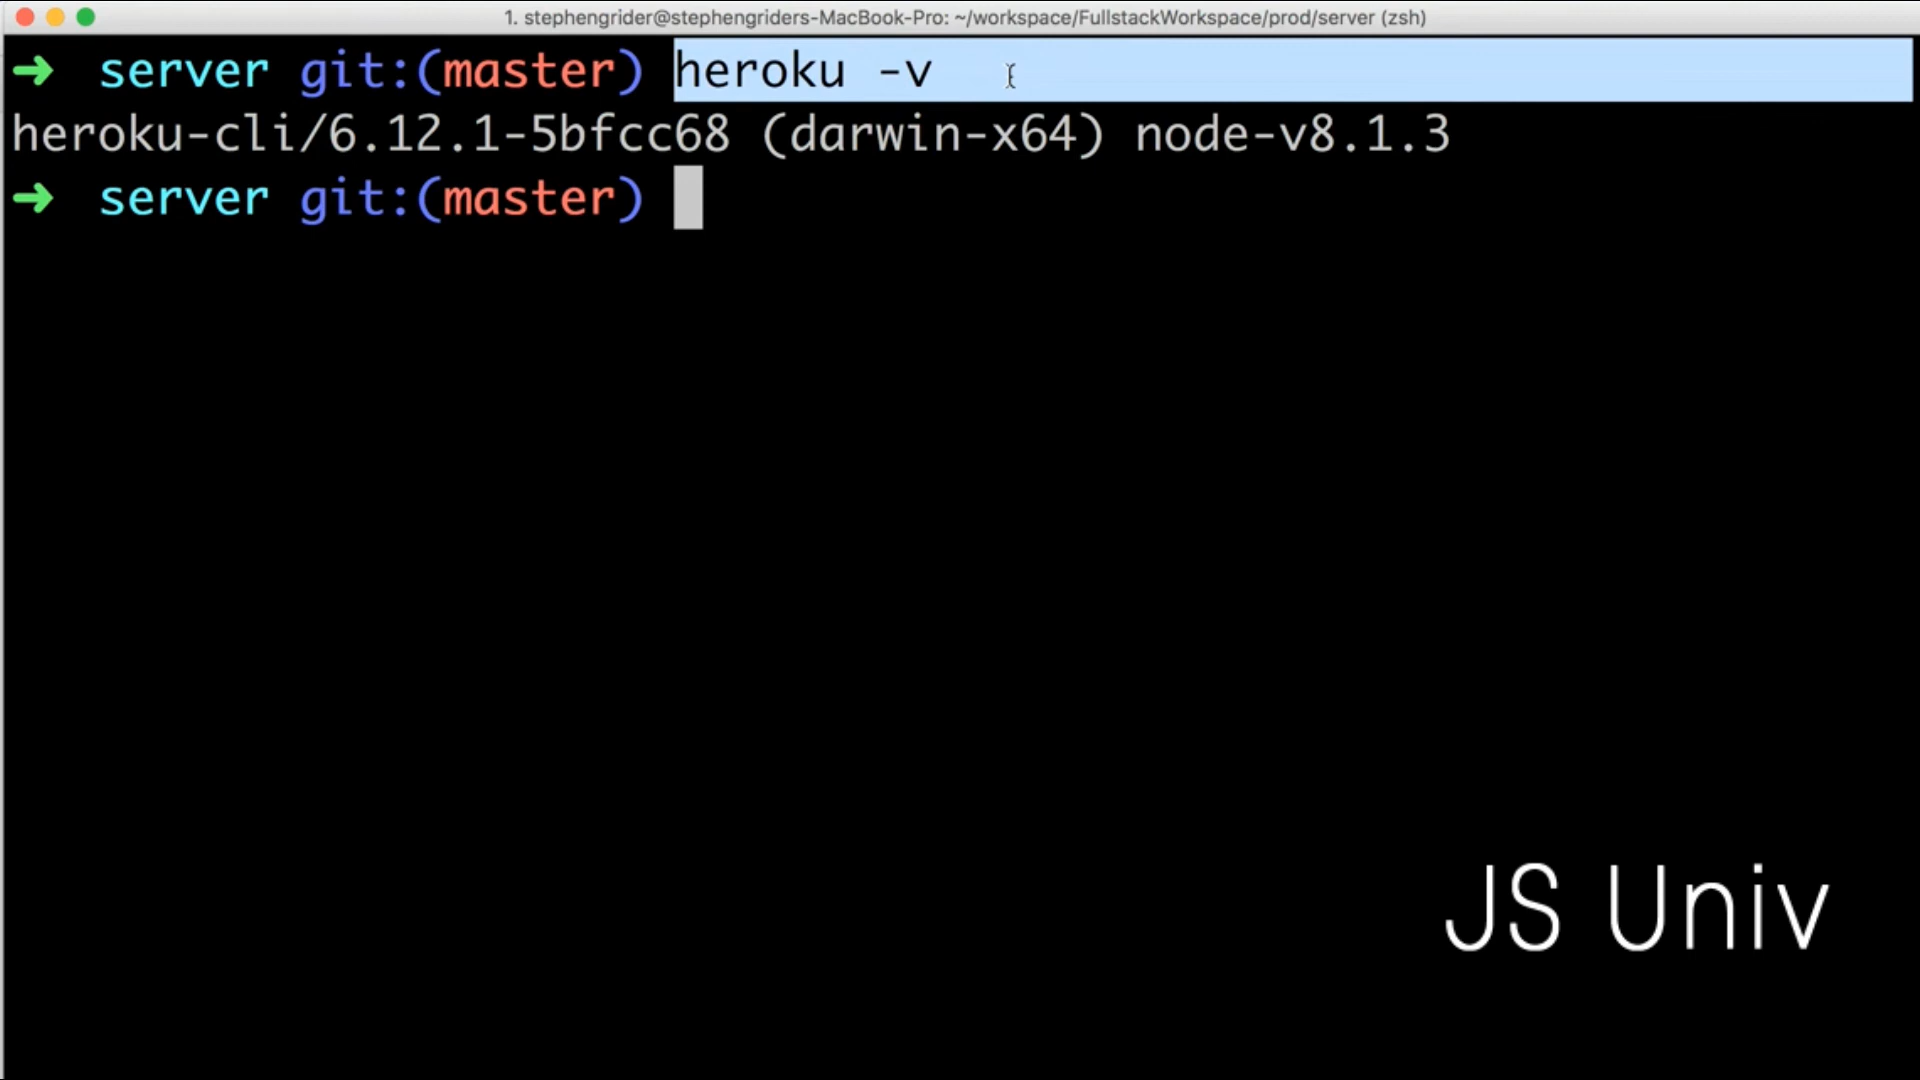 1. stephengrider@stephengriders-MacBook-Pro: ~/workspace/FullstackWorkspace/prod/server (zsh)
➜ server git:(master) heroku -v
heroku-cli/6.12.1-5bfcc68 (darwin-x64) node-v8.1.3
➜ server git:(master)
JS Univ